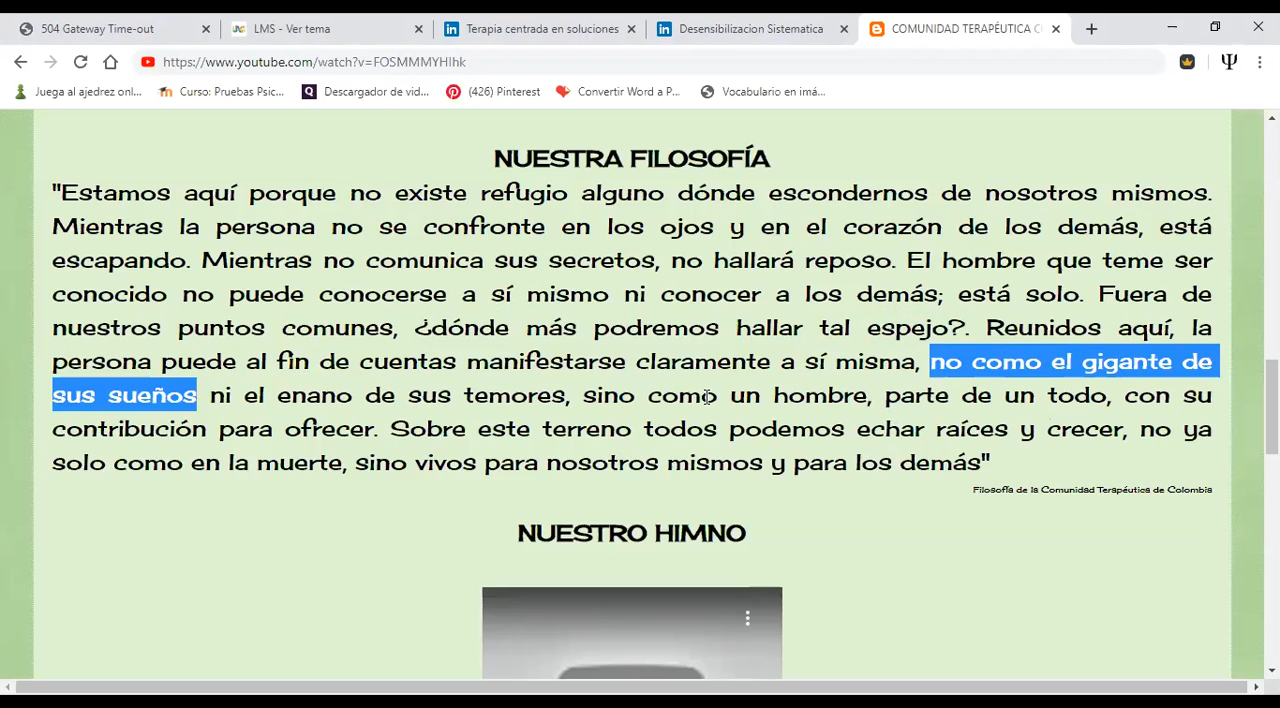 504 Gateway Time-out
LMS - Ver tema
Terapia centrada en soluciones
Desensibilizacion Sistematica
COMUNIDAD TERAPÉUTICA C
https://www.youtube.com/watch?v=FOSMMMYHlhk
Juega al ajedrez onl...
Curso: Pruebas Psic...
Descargador de vid...
(426) Pinterest
Convertir Word a P...
Vocabulario en imá...
NUESTRA FILOSOFÍA
"Estamos aquí porque no existe refugio alguno dónde escondernos de nosotros mismos.
Mientras la persona no se confronte en los ojos y en el corazón de los demás, está
escapando. Mientras no comunica sus secretos, no hallará reposo. El hombre que teme ser
conocido no puede conocerse a sí mismo ni conocer a los demás; está solo. Fuera de
nuestros puntos comunes, ¿dónde más podremos hallar tal espejo?. Reunidos aquí, la
persona puede al fin de cuentas manifestarse claramente a sí misma, no como el gigante de
sus sueños ni el enano de sus temores, sino como un hombre, parte de un todo, con su
contribución para ofrecer. Sobre este terreno todos podemos echar raíces y crecer, no ya
solo como en la muerte, sino vivos para nosotros mismos y para los demás"
Filosofía de la Comunidad Terapéutica de Colombia
NUESTRO HIMNO